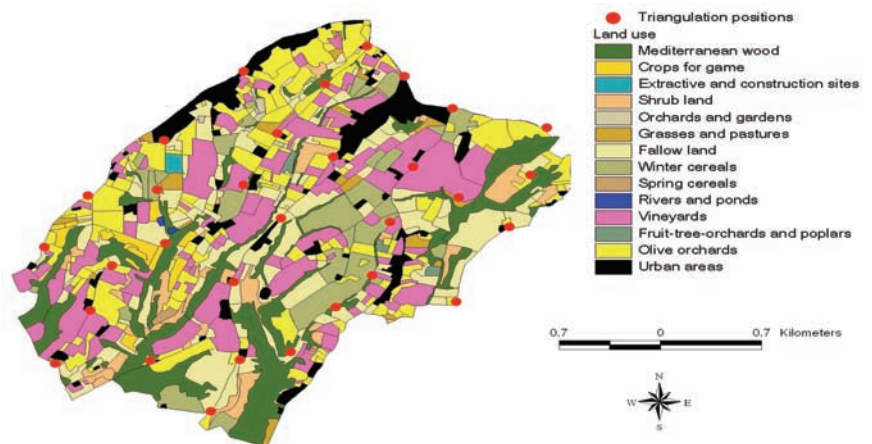 Triangulation positions
Land use
Mediterranean wood
Crops for game
Extractive and construction sites
Shrub land
Orchards and gardens
Grasses and pastures
Fallow land
Winter cereals
Spring cereals
Rivers and ponds
Vineyards
Fruit-tree-orchards and poplars
Olive orchards
Urban areas
0.7 0 0.7 Kilometers
N
W E
S